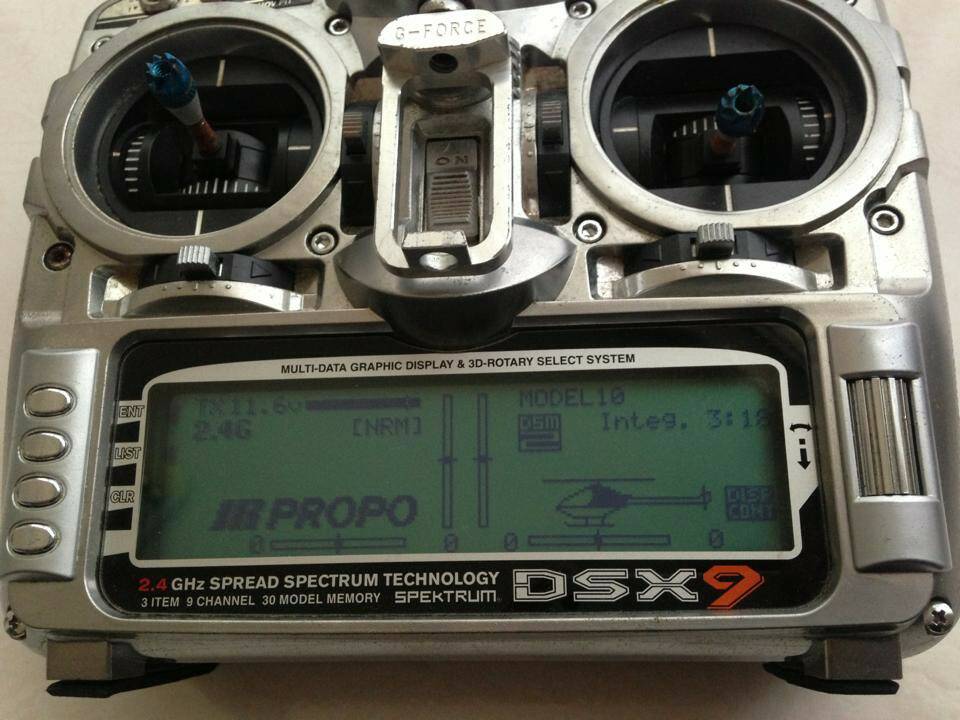 G-FORCE
ON
MULTI-DATA GRAPHIC DISPLAY & 3D-ROTARY SELECT SYSTEM
ENT
LIST
CLR
TX11.6v
2.4G
[NRM]
MODEL10
DSM
2
Integ. 3:18
JR PROPO
DISP
CONT
0 0 0 0
2.4 GHz SPREAD SPECTRUM TECHNOLOGY
3 ITEM 9 CHANNEL 30 MODEL MEMORY SPEKTRUM
DSX9